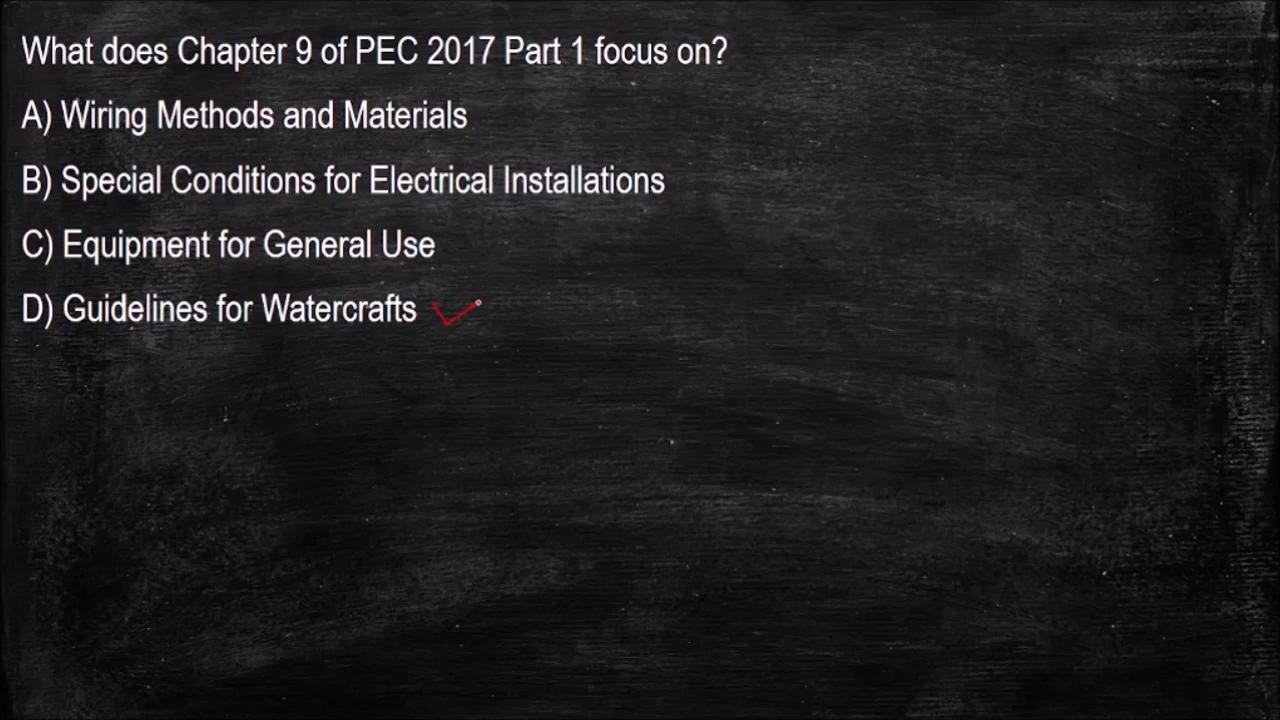 What does Chapter 9 of PEC 2017 Part 1 focus on?
A) Wiring Methods and Materials
B) Special Conditions for Electrical Installations
C) Equipment for General Use
D) Guidelines for Watercrafts